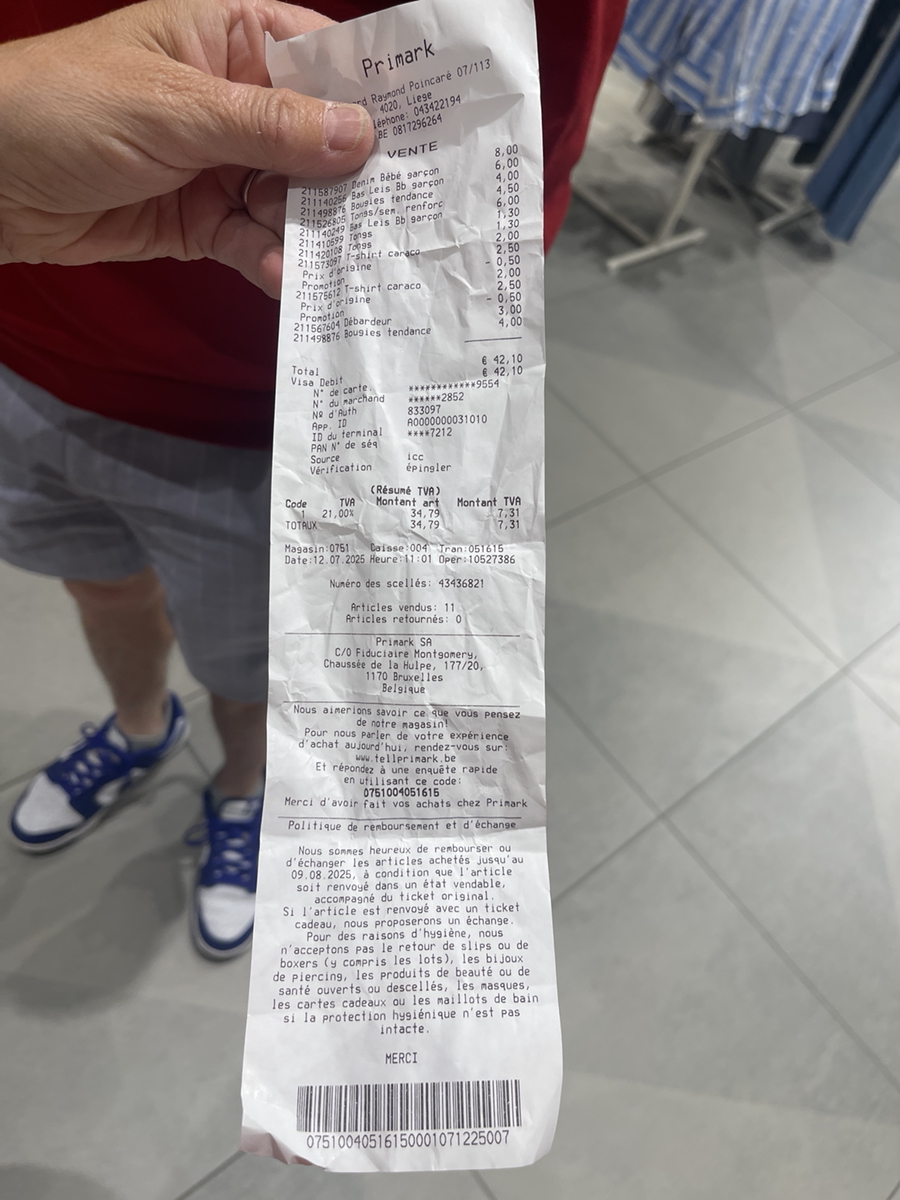 Primark
rd Raymond Poincaré 07/113
4020, Liege
léphone: 043422194
BE 0817296264
VENTE
211587907 Denim Bébé garçon 8,00
211140256 Bas Leis Bb garçon 6,00
211498876 Bougies tendance 4,00
211526805 Tongs/sem. renforc 4,50
211140249 Bas Leis Bb garçon 6,00
211410599 Tongs 1,30
211420108 Tongs 1,30
211573097 T-shirt caraco 2,00
Prix d'origine 2,50
Promotion - 0,50
211575612 T-shirt caraco 2,00
Prix d'origine 2,50
Promotion - 0,50
211567604 Débardeur 3,00
211498876 Bougies tendance 4,00
Total € 42,10
Visa Debit € 42,10
N° de carte. ************9554
N° du marchand ******2852
Nº d'Auth 833097
App. ID A0000000031010
ID du terminal ****7212
PAN N° de séq
Source icc
Vérification épingler
(Résumé TVA)
Code TVA Montant art Montant TVA
1 21,00% 34,79 7,31
TOTAUX 34,79 7,31
Magasin:0751 Caisse:004 Tran:051615
Date:12.07.2025 Heure:11:01 Oper:10527386
Numéro des scellés: 43436821
Articles vendus: 11
Articles retournés: 0
Primark SA
C/O Fiduciaire Montgomery,
Chaussée de la Hulpe, 177/20,
1170 Bruxelles
Belgique
Nous aimerions savoir ce que vous pensez
de notre magasin!
Pour nous parler de votre expérience
d'achat aujourd'hui, rendez-vous sur:
www.tellprimark.be
Et répondez à une enquête rapide
en utilisant ce code:
0751004051615
Merci d'avoir fait vos achats chez Primark
Politique de remboursement et d'échange
Nous sommes heureux de rembourser ou
d'échanger les articles achetés jusqu'au
09.08.2025, à condition que l'article
soit renvoyé dans un état vendable,
accompagné du ticket original.
Si l'article est renvoyé avec un ticket
cadeau, nous proposerons un échange.
Pour des raisons d'hygiène, nous
n'acceptons pas le retour de slips ou de
boxers (y compris les lots), les bijoux
de piercing, les produits de beauté ou de
santé ouverts ou descellés, les masques,
les cartes cadeaux ou les maillots de bain
si la protection hygiénique n'est pas
intacte.
MERCI
07510040516150001071225007